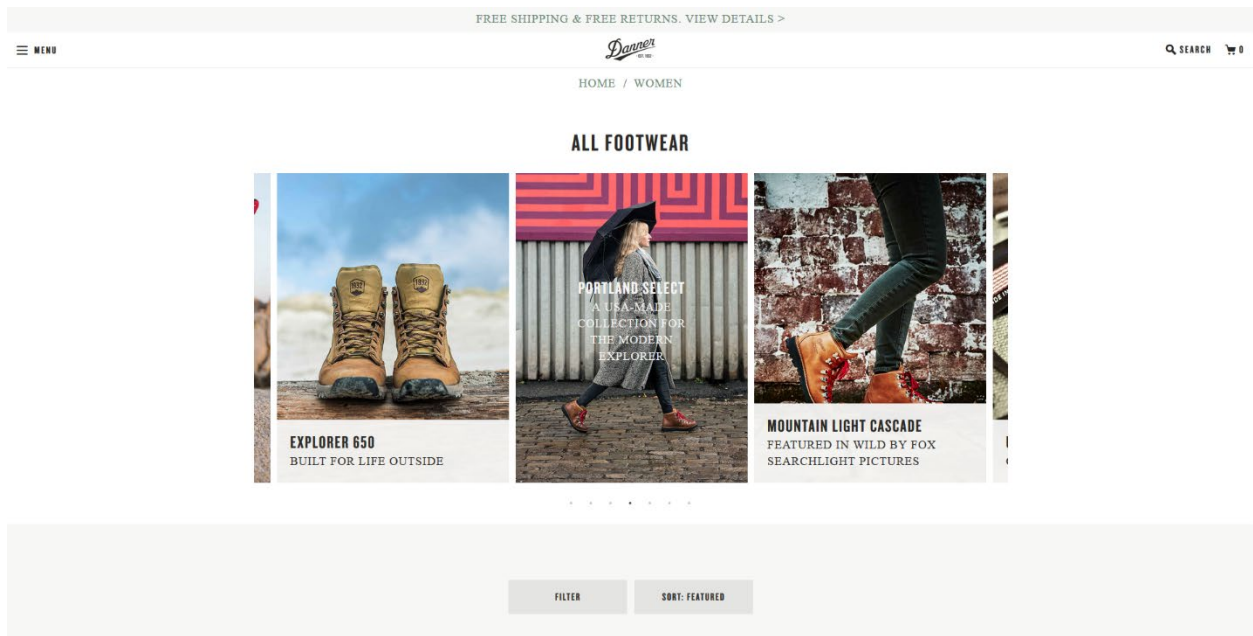 FREE SHIPPING & FREE RETURNS. VIEW DETAILS >
MENU
Danner
SEARCH
0
HOME / WOMEN
ALL FOOTWEAR
EXPLORER 650
BUILT FOR LIFE OUTSIDE
PORTLAND SELECT
A USA-MADE
COLLECTION FOR
THE MODERN
EXPLORER
MOUNTAIN LIGHT CASCADE
FEATURED IN WILD BY FOX
SEARCHLIGHT PICTURES
FILTER
SORT: FEATURED